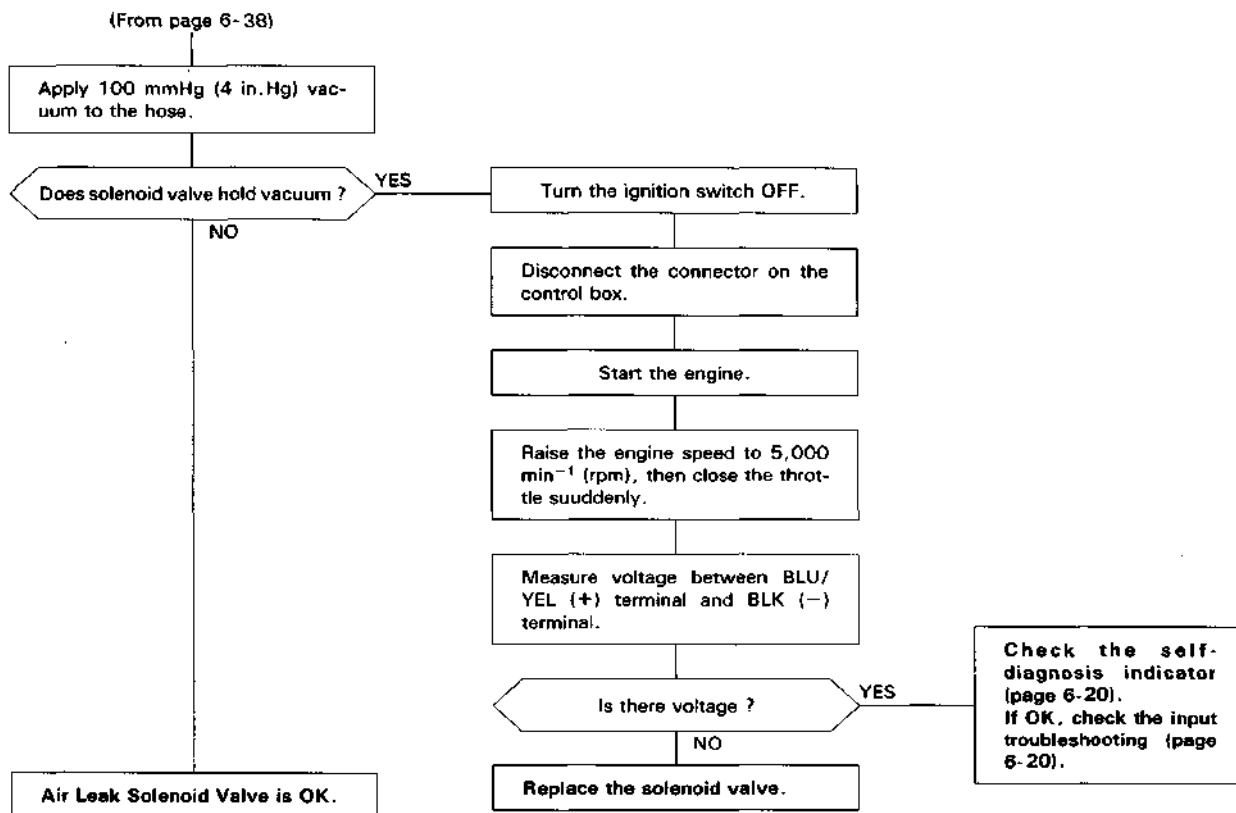 (From page 6-38)
Apply 100 mmHg (4 in.Hg) vac-
uum to the hose.
Does solenoid valve hold vacuum ?
YES
NO
Turn the ignition switch OFF.
Disconnect the connector on the
control box.
Start the engine.
Raise the engine speed to 5,000
min⁻¹ (rpm), then close the throt-
tle suuddenly.
Measure voltage between BLU/
YEL (+) terminal and BLK (−)
terminal.
Is there voltage ?
YES
NO
Check the self-
diagnosis indicator
(page 6-20).
If OK, check the input
troubleshooting (page
6-20).
Replace the solenoid valve.
Air Leak Solenoid Valve is OK.